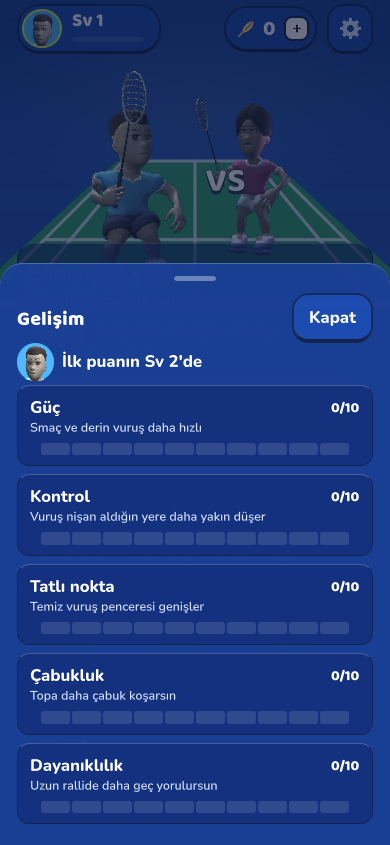 Sv 1
0
+
VS
Gelişim
Kapat
İlk puanın Sv 2'de
Güç
0/10
Smaç ve derin vuruş daha hızlı
Kontrol
0/10
Vuruş nişan aldığın yere daha yakın düşer
Tatlı nokta
0/10
Temiz vuruş penceresi genişler
Çabukluk
0/10
Topa daha çabuk koşarsın
Dayanıklılık
0/10
Uzun rallide daha geç yorulursun